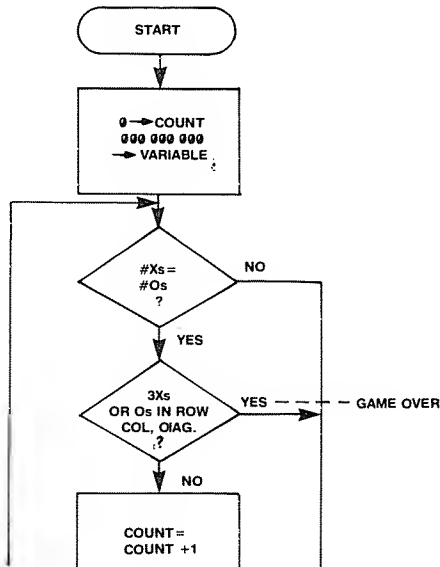 START
0→COUNT
000 000 000
→VARIABLE
#Xs=
#Os
?
NO
YES
3Xs
OR Os IN ROW
COL, OIAG.
?
YES — — — GAME OVER
NO
COUNT=
COUNT +1